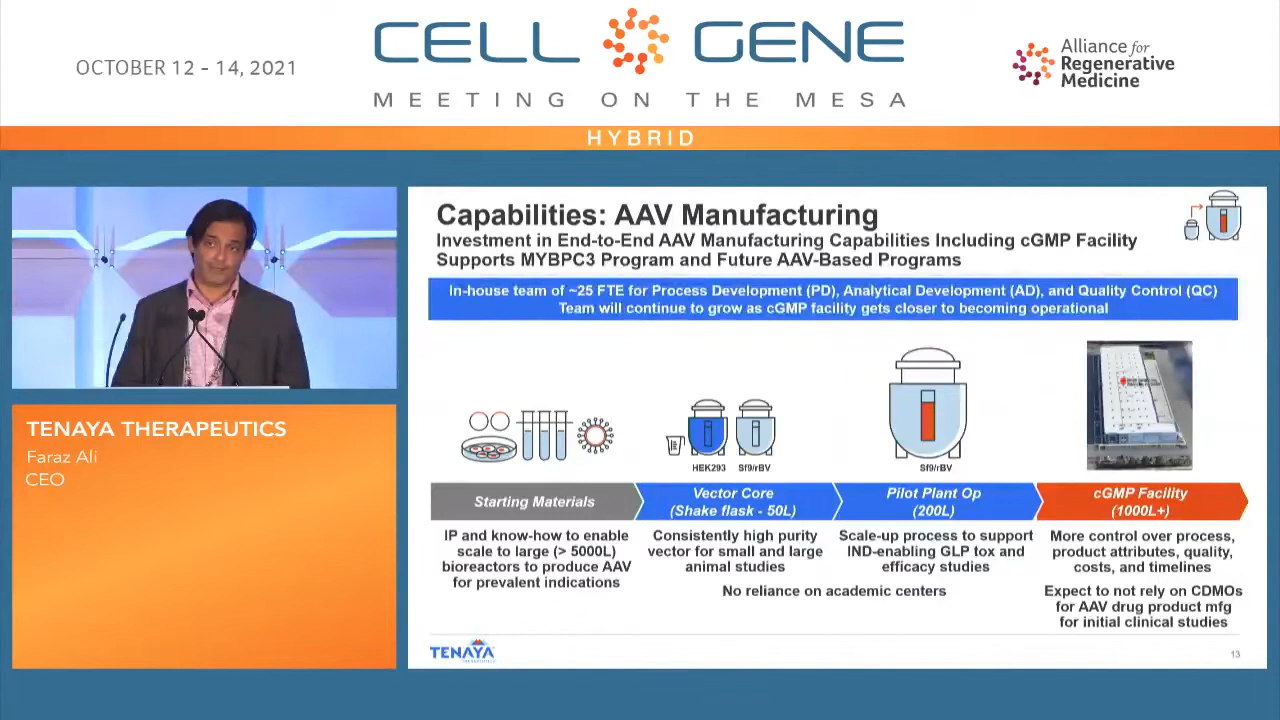 OCTOBER 12 - 14, 2021
CELL GENE
MEETING ON THE MESA
Alliance for
Regenerative
Medicine
HYBRID
TENAYA THERAPEUTICS
Faraz Ali
CEO
Capabilities: AAV Manufacturing
Investment in End-to-End AAV Manufacturing Capabilities Including cGMP Facility
Supports MYBPC3 Program and Future AAV-Based Programs
In-house team of ~25 FTE for Process Development (PD), Analytical Development (AD), and Quality Control (QC)
Team will continue to grow as cGMP facility gets closer to becoming operational
HEK293 Sf9/rBV
Sf9/rBV
Starting Materials
IP and know-how to enable
scale to large (> 5000L)
bioreactors to produce AAV
for prevalent indications
Vector Core
(Shake flask - 50L)
Consistently high purity
vector for small and large
animal studies
Pilot Plant Op
(200L)
Scale-up process to support
IND-enabling GLP tox and
efficacy studies
No reliance on academic centers
cGMP Facility
(1000L+)
More control over process,
product attributes, quality,
costs, and timelines
Expect to not rely on CDMOs
for AAV drug product mfg
for initial clinical studies
TENAYA
THERAPEUTICS
13